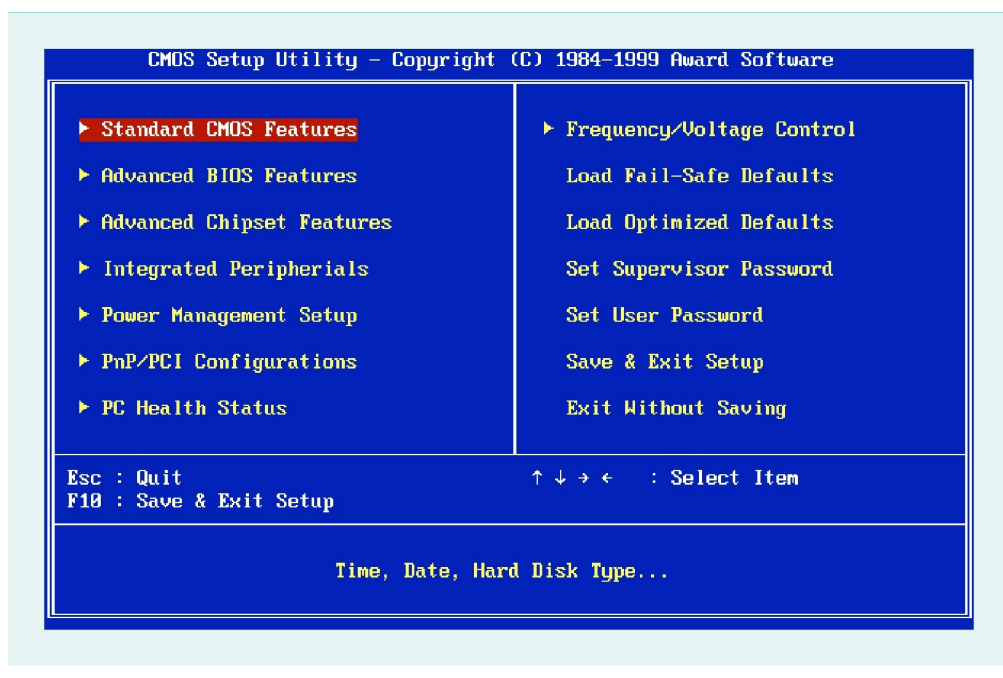 CMOS Setup Utility – Copyright (C) 1984–1999 Award Software
▶ Standard CMOS Features
▶ Advanced BIOS Features
▶ Advanced Chipset Features
▶ Integrated Peripherials
▶ Power Management Setup
▶ PnP/PCI Configurations
▶ PC Health Status
▶ Frequency/Voltage Control
Load Fail–Safe Defaults
Load Optimized Defaults
Set Supervisor Password
Set User Password
Save & Exit Setup
Exit Without Saving
Esc : Quit
F10 : Save & Exit Setup
↑ ↓ → ← : Select Item
Time, Date, Hard Disk Type...